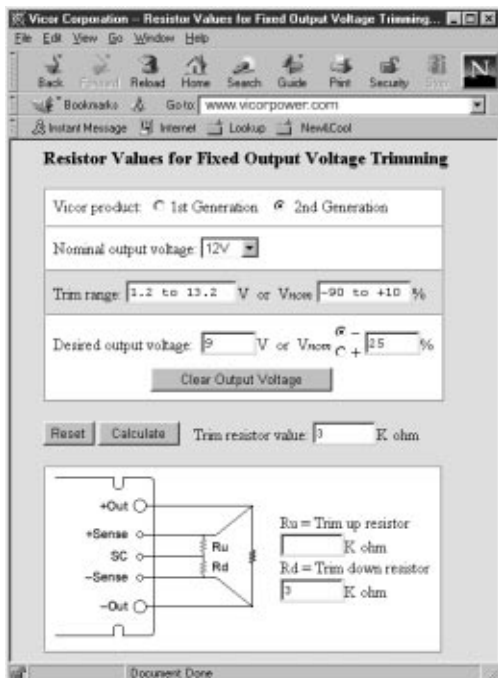 Vicor Corporation -- Resistor Values for Fixed Output Voltage Trimming...
File Edit View Go Window Help
Back Forward Reload Home Search Guide Print Security Stop N
Bookmarks Go to: www.vicorpower.com
Instant Message Internet Lookup New&Cool
Resistor Values for Fixed Output Voltage Trimming
Vicor product: 1st Generation 2nd Generation
Nominal output voltage: 12V
Trim range: 1.2 to 13.2 V or VNOM -90 to +10 %
Desired output voltage: 9 V or VNOM - + 25 %
Clear Output Voltage
Reset Calculate Trim resistor value: 3 K ohm
+Out
+Sense
SC
-Sense
-Out
Ru
Rd
Ru = Trim up resistor
K ohm
Rd = Trim down resistor
3 K ohm
Document Done